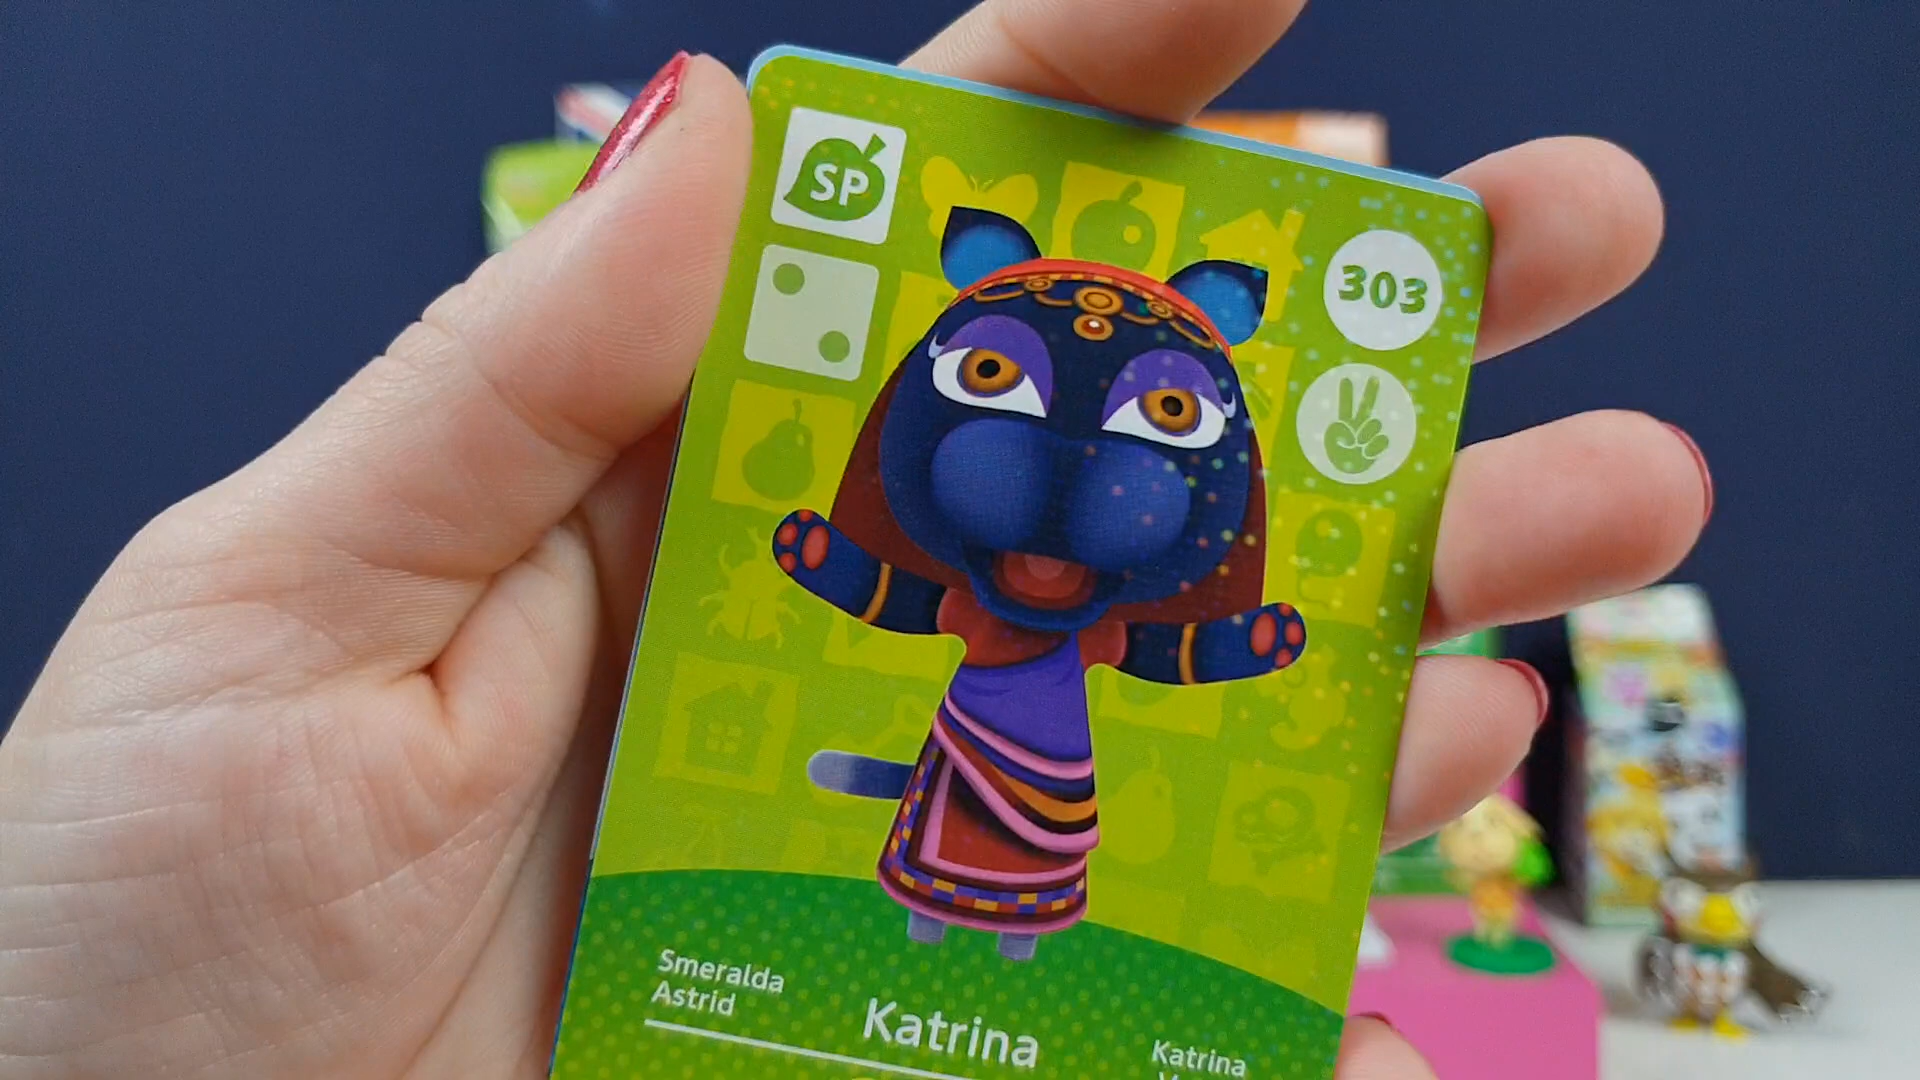 SP
303
Smeralda
Astrid
Katrina
Katrina